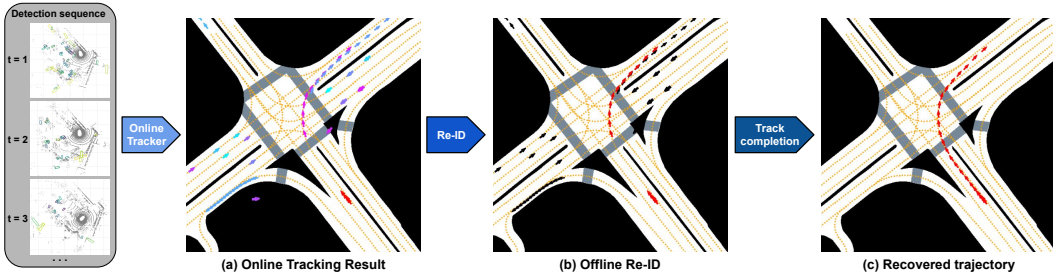 Detection sequence
t = 1
t = 2
t = 3
...
Online
Tracker
Re-ID
Track
completion
(a) Online Tracking Result
(b) Offline Re-ID
(c) Recovered trajectory